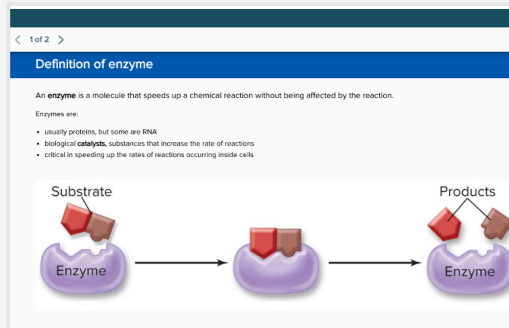 1 of 2
Definition of enzyme
An enzyme is a molecule that speeds up a chemical reaction without being affected by the reaction.
Enzymes are:
• usually proteins, but some are RNA
• biological catalysts, substances that increase the rate of reactions
• critical in speeding up the rates of reactions occurring inside cells
Substrate
Products
Enzyme
Enzyme